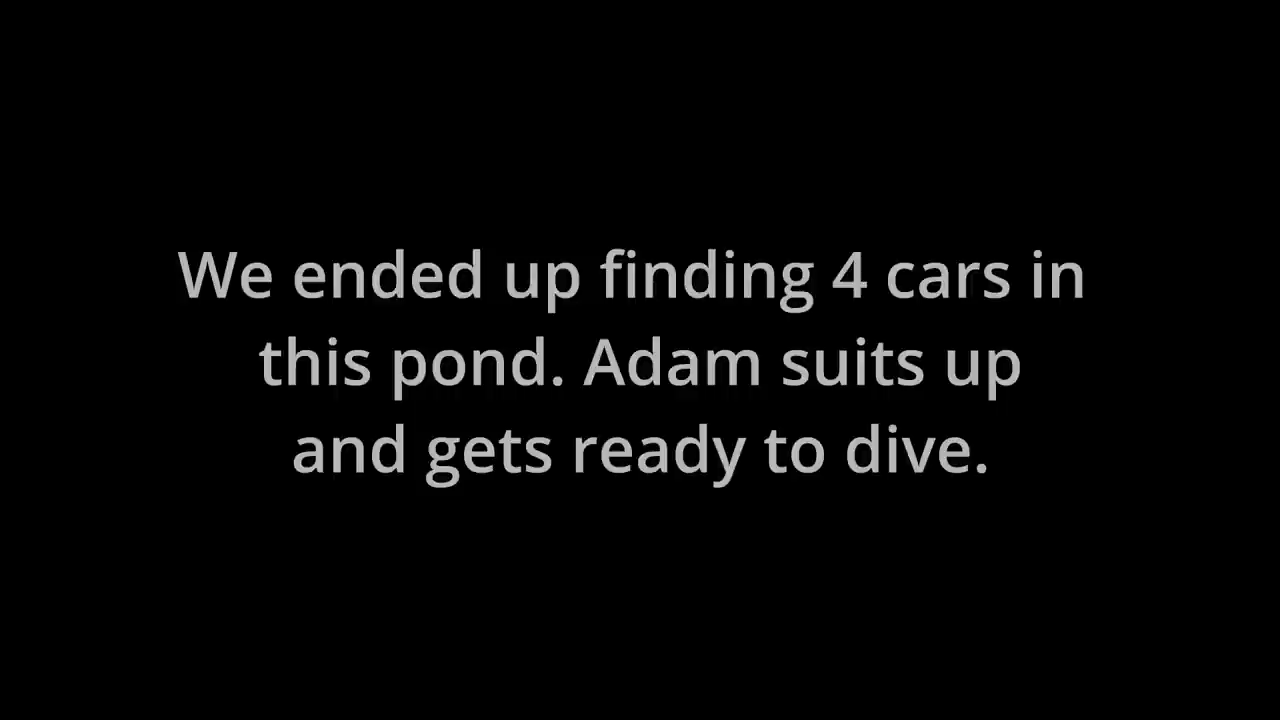 We ended up finding 4 cars in
this pond. Adam suits up
and gets ready to dive.